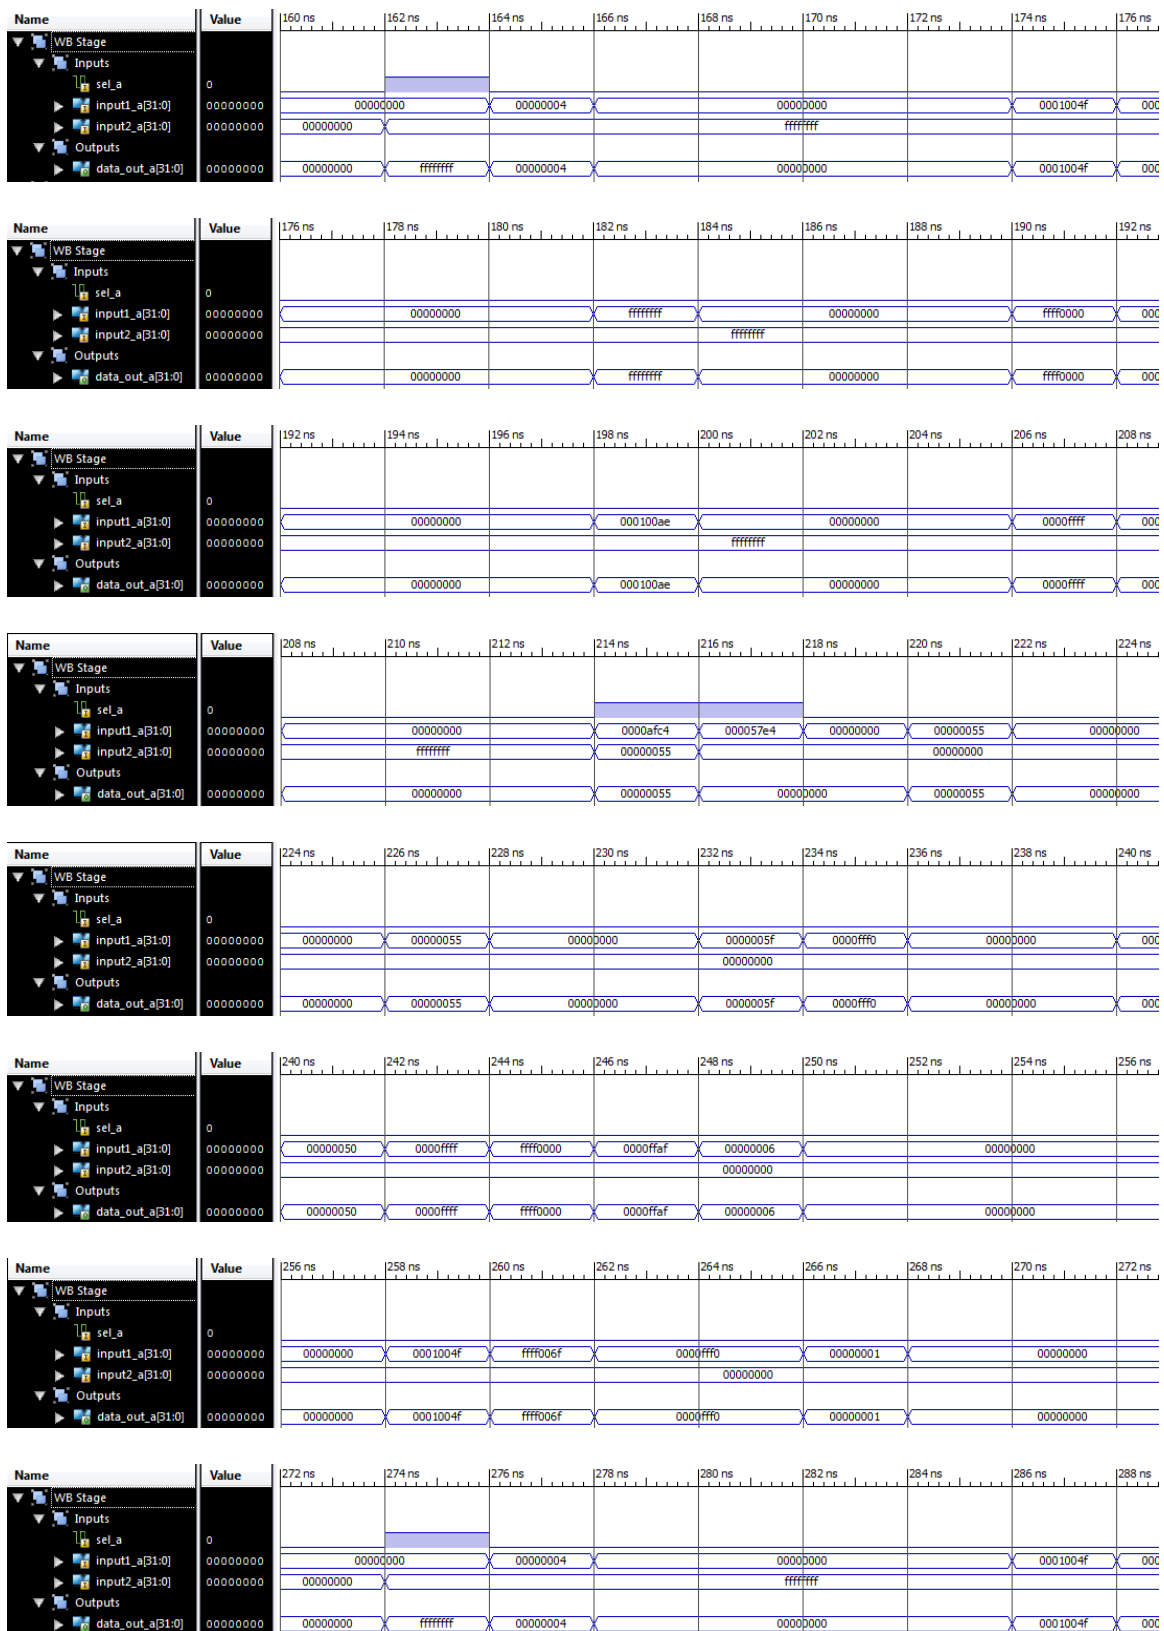 Name Value 160 ns 162 ns 164 ns 166 ns 168 ns 170 ns 172 ns 174 ns 176 ns
WB Stage
Inputs
sel_a 0
input1_a[31:0] 00000000 00000000 00000004 00000000 0001004f 000
input2_a[31:0] 00000000 00000000 ffffffff
Outputs
data_out_a[31:0] 00000000 00000000 ffffffff 00000004 00000000 0001004f 000
Name Value 176 ns 178 ns 180 ns 182 ns 184 ns 186 ns 188 ns 190 ns 192 ns
WB Stage
Inputs
sel_a 0
input1_a[31:0] 00000000 00000000 ffffffff 00000000 ffff0000 000
input2_a[31:0] 00000000 ffffffff
Outputs
data_out_a[31:0] 00000000 00000000 ffffffff 00000000 ffff0000 000
Name Value 192 ns 194 ns 196 ns 198 ns 200 ns 202 ns 204 ns 206 ns 208 ns
WB Stage
Inputs
sel_a 0
input1_a[31:0] 00000000 00000000 000100ae 00000000 0000ffff 000
input2_a[31:0] 00000000 ffffffff
Outputs
data_out_a[31:0] 00000000 00000000 000100ae 00000000 0000ffff 000
Name Value 208 ns 210 ns 212 ns 214 ns 216 ns 218 ns 220 ns 222 ns 224 ns
WB Stage
Inputs
sel_a 0
input1_a[31:0] 00000000 00000000 0000afc4 000057e4 00000000 00000055 00000000
input2_a[31:0] 00000000 ffffffff 00000055 00000000
Outputs
data_out_a[31:0] 00000000 00000000 00000055 00000000 00000055 00000000
Name Value 224 ns 226 ns 228 ns 230 ns 232 ns 234 ns 236 ns 238 ns 240 ns
WB Stage
Inputs
sel_a 0
input1_a[31:0] 00000000 00000000 00000055 00000000 0000005f 0000fff0 00000000 000
input2_a[31:0] 00000000 00000000
Outputs
data_out_a[31:0] 00000000 00000000 00000055 00000000 0000005f 0000fff0 00000000 000
Name Value 240 ns 242 ns 244 ns 246 ns 248 ns 250 ns 252 ns 254 ns 256 ns
WB Stage
Inputs
sel_a 0
input1_a[31:0] 00000000 00000050 0000ffff ffff0000 0000ffaf 00000006 00000000
input2_a[31:0] 00000000 00000000
Outputs
data_out_a[31:0] 00000000 00000050 0000ffff ffff0000 0000ffaf 00000006 00000000
Name Value 256 ns 258 ns 260 ns 262 ns 264 ns 266 ns 268 ns 270 ns 272 ns
WB Stage
Inputs
sel_a 0
input1_a[31:0] 00000000 00000000 0001004f ffff006f 0000fff0 00000001 00000000
input2_a[31:0] 00000000 00000000
Outputs
data_out_a[31:0] 00000000 00000000 0001004f ffff006f 0000fff0 00000001 00000000
Name Value 272 ns 274 ns 276 ns 278 ns 280 ns 282 ns 284 ns 286 ns 288 ns
WB Stage
Inputs
sel_a 0
input1_a[31:0] 00000000 00000000 00000004 00000000 0001004f 000
input2_a[31:0] 00000000 00000000 ffffffff
Outputs
data_out_a[31:0] 00000000 00000000 ffffffff 00000004 00000000 0001004f 000